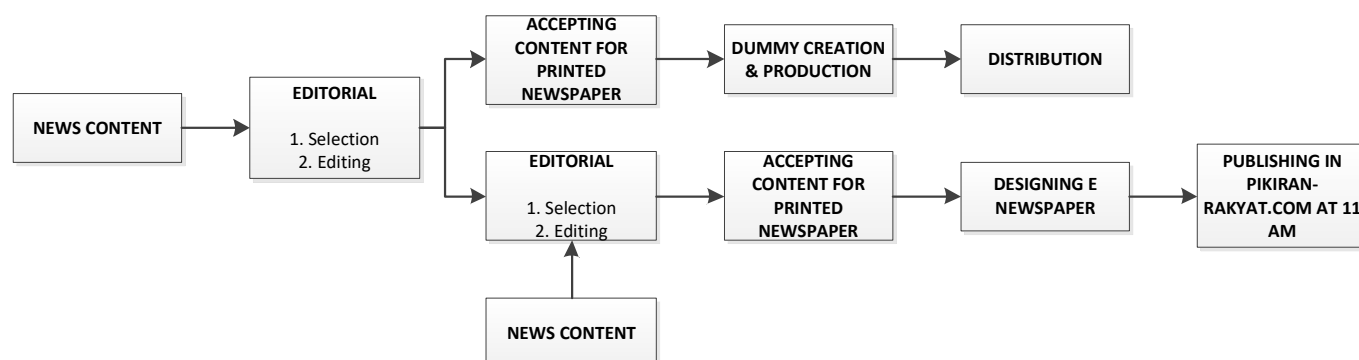 NEWS CONTENT
EDITORIAL
1. Selection
2. Editing
ACCEPTING
CONTENT FOR
PRINTED
NEWSPAPER
DUMMY CREATION
& PRODUCTION
DISTRIBUTION
EDITORIAL
1. Selection
2. Editing
ACCEPTING
CONTENT FOR
PRINTED
NEWSPAPER
DESIGNING E
NEWSPAPER
PUBLISHING IN
PIKIRAN-
RAKYAT.COM AT 11
AM
NEWS CONTENT